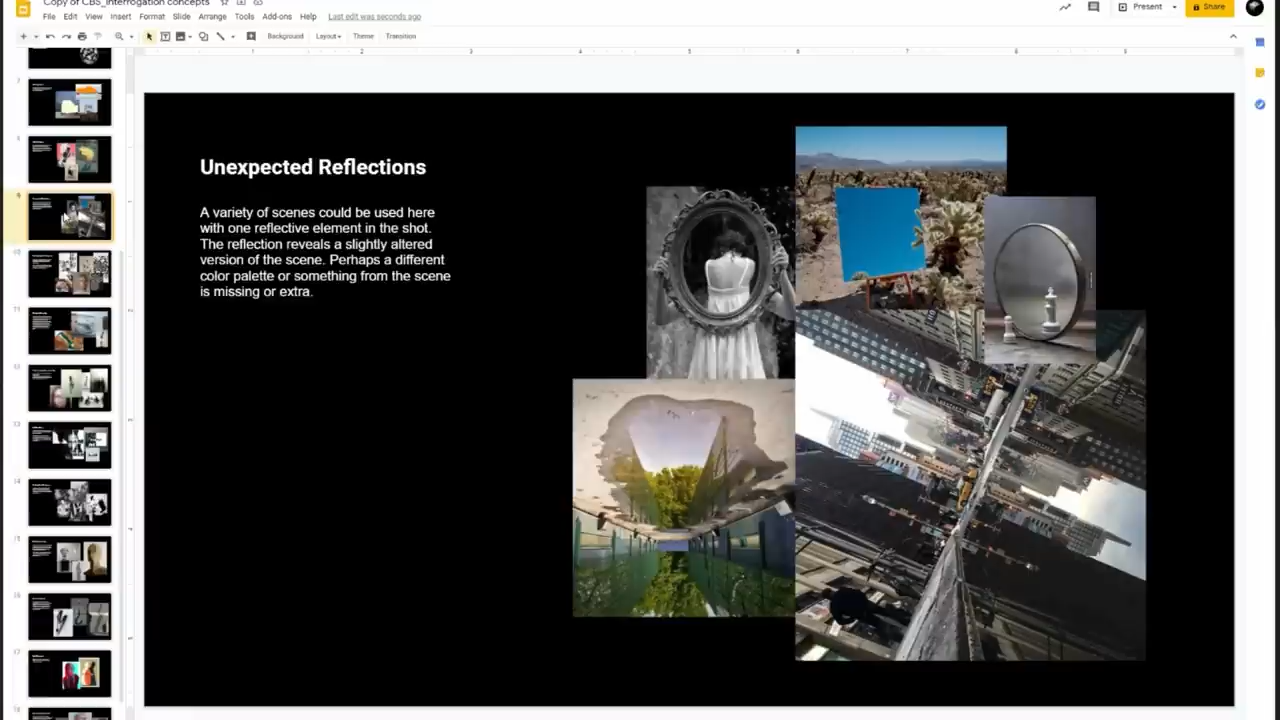 Copy of CBS_Interrogation concepts
File Edit View Insert Format Slide Arrange Tools Add-ons Help Last edit was seconds ago
Present
Share
Background Layout Theme Transition
Unexpected Reflections
A variety of scenes could be used here
with one reflective element in the shot.
The reflection reveals a slightly altered
version of the scene. Perhaps a different
color palette or something from the scene
is missing or extra.